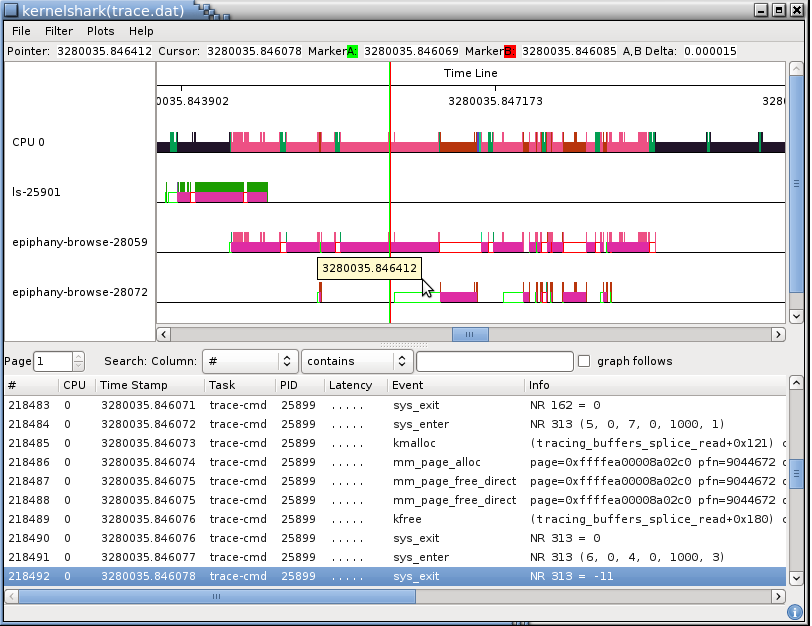 kernelshark(trace.dat)
File Filter Plots Help
Pointer: 3280035.846412 Cursor: 3280035.846078 Marker A: 3280035.846069 Marker B: 3280035.846085 A,B Delta: 0.000015
Time Line
0035.843902 3280035.847173 328
CPU 0
ls-25901
epiphany-browse-28059
3280035.846412
epiphany-browse-28072
Page 1 Search: Column: # contains graph follows
# CPU Time Stamp Task PID Latency Event Info
218483 0 3280035.846071 trace-cmd 25899 ..... sys_exit NR 162 = 0
218484 0 3280035.846072 trace-cmd 25899 ..... sys_enter NR 313 (5, 0, 7, 0, 1000, 1)
218485 0 3280035.846073 trace-cmd 25899 ..... kmalloc (tracing_buffers_splice_read+0x121) c
218486 0 3280035.846074 trace-cmd 25899 ..... mm_page_alloc page=0xffffea00008a02c0 pfn=9044672 c
218487 0 3280035.846075 trace-cmd 25899 ..... mm_page_free_direct page=0xffffea00008a02c0 pfn=9044672 c
218488 0 3280035.846075 trace-cmd 25899 ..... mm_page_free_direct page=0xffffea00008a02c0 pfn=9044672 c
218489 0 3280035.846076 trace-cmd 25899 ..... kfree (tracing_buffers_splice_read+0x180) c
218490 0 3280035.846076 trace-cmd 25899 ..... sys_exit NR 313 = 0
218491 0 3280035.846077 trace-cmd 25899 ..... sys_enter NR 313 (6, 0, 4, 0, 1000, 3)
218492 0 3280035.846078 trace-cmd 25899 ..... sys_exit NR 313 = -11